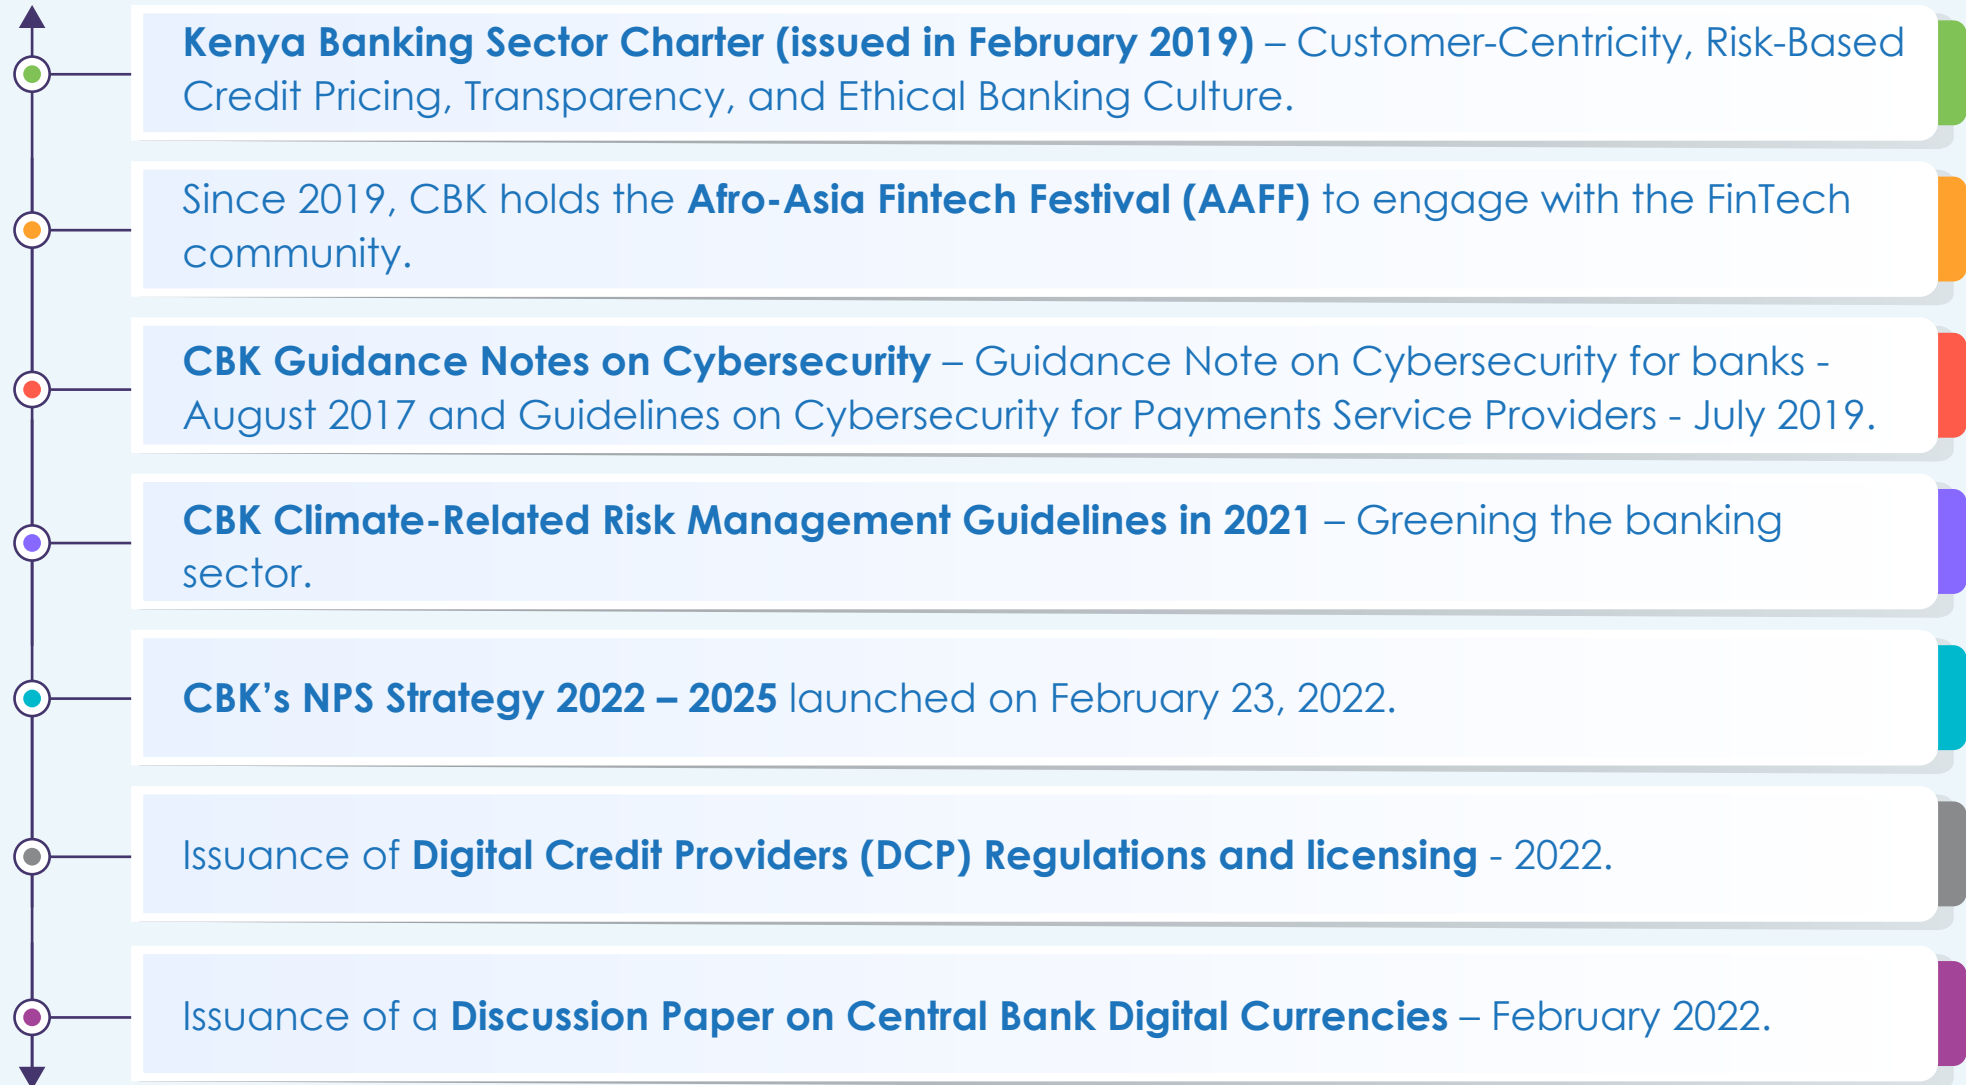 Kenya Banking Sector Charter (issued in February 2019) – Customer-Centricity, Risk-Based
Credit Pricing, Transparency, and Ethical Banking Culture.
Since 2019, CBK holds the Afro-Asia Fintech Festival (AAFF) to engage with the FinTech
community.
CBK Guidance Notes on Cybersecurity – Guidance Note on Cybersecurity for banks -
August 2017 and Guidelines on Cybersecurity for Payments Service Providers - July 2019.
CBK Climate-Related Risk Management Guidelines in 2021 – Greening the banking
sector.
CBK’s NPS Strategy 2022 – 2025 launched on February 23, 2022.
Issuance of Digital Credit Providers (DCP) Regulations and licensing - 2022.
Issuance of a Discussion Paper on Central Bank Digital Currencies – February 2022.